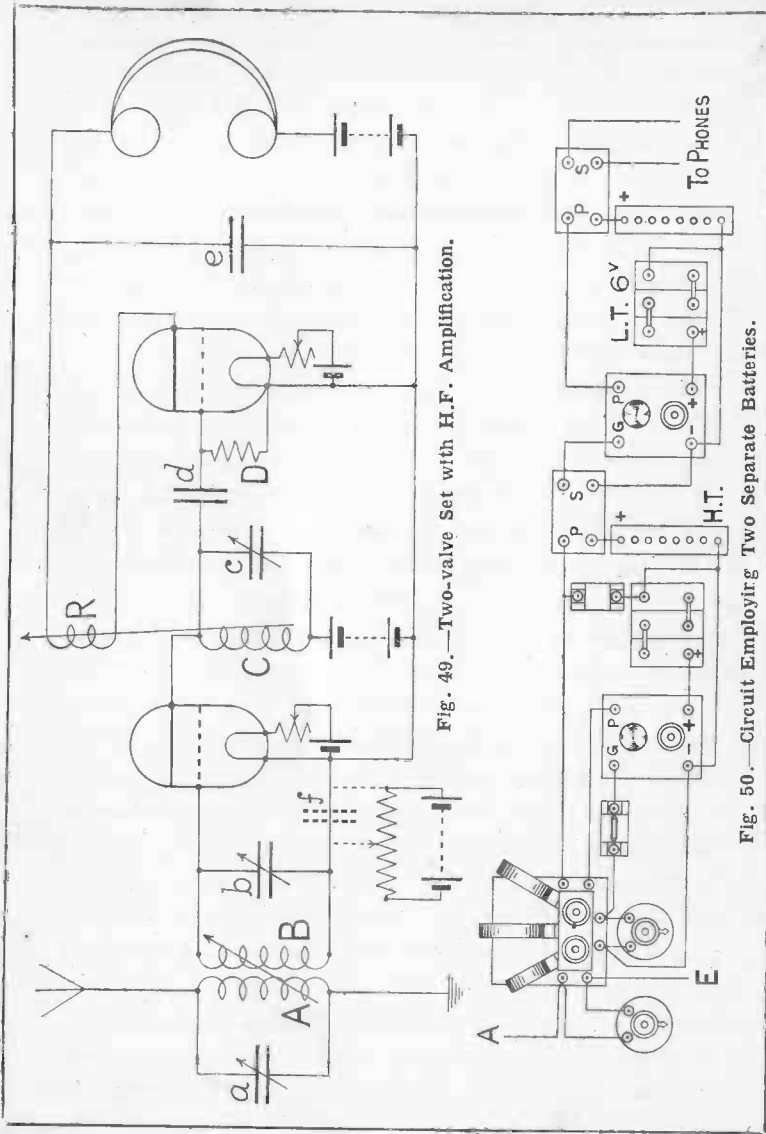 a
A
B
b
f
R
C
c
d
D
e
Fig. 49.—Two-valve Set with H.F. Amplification.
A
E
G
P
-
+
+
P
S
+
H.T.
G
P
-
+
L.T. 6V
+
P
S
+
To Phones
Fig. 50.—Circuit Employing Two Separate Batteries.